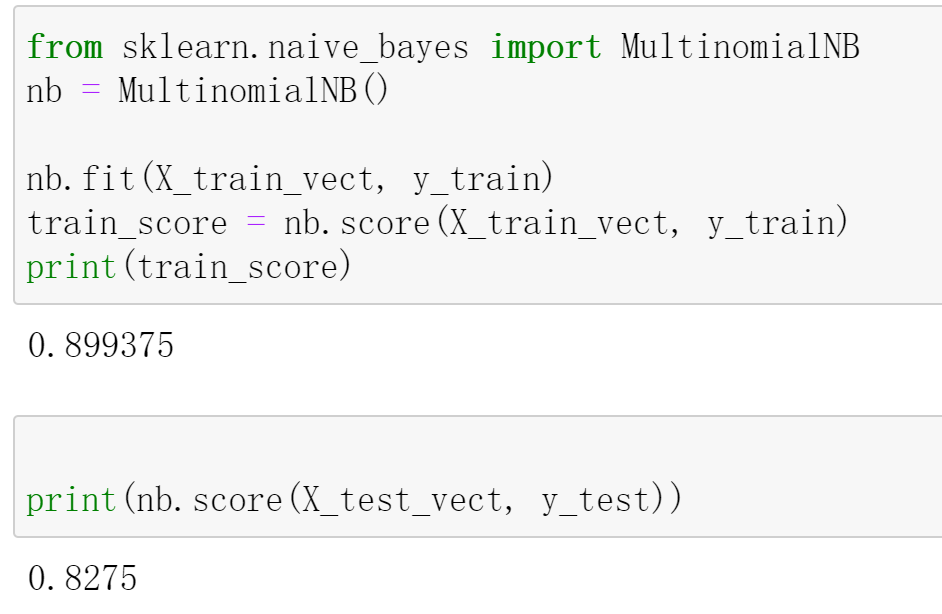 from sklearn.naive_bayes import MultinomialNB
nb = MultinomialNB()
nb.fit(X_train_vect, y_train)
train_score = nb.score(X_train_vect, y_train)
print(train_score)
0.899375
print(nb.score(X_test_vect, y_test))
0.8275